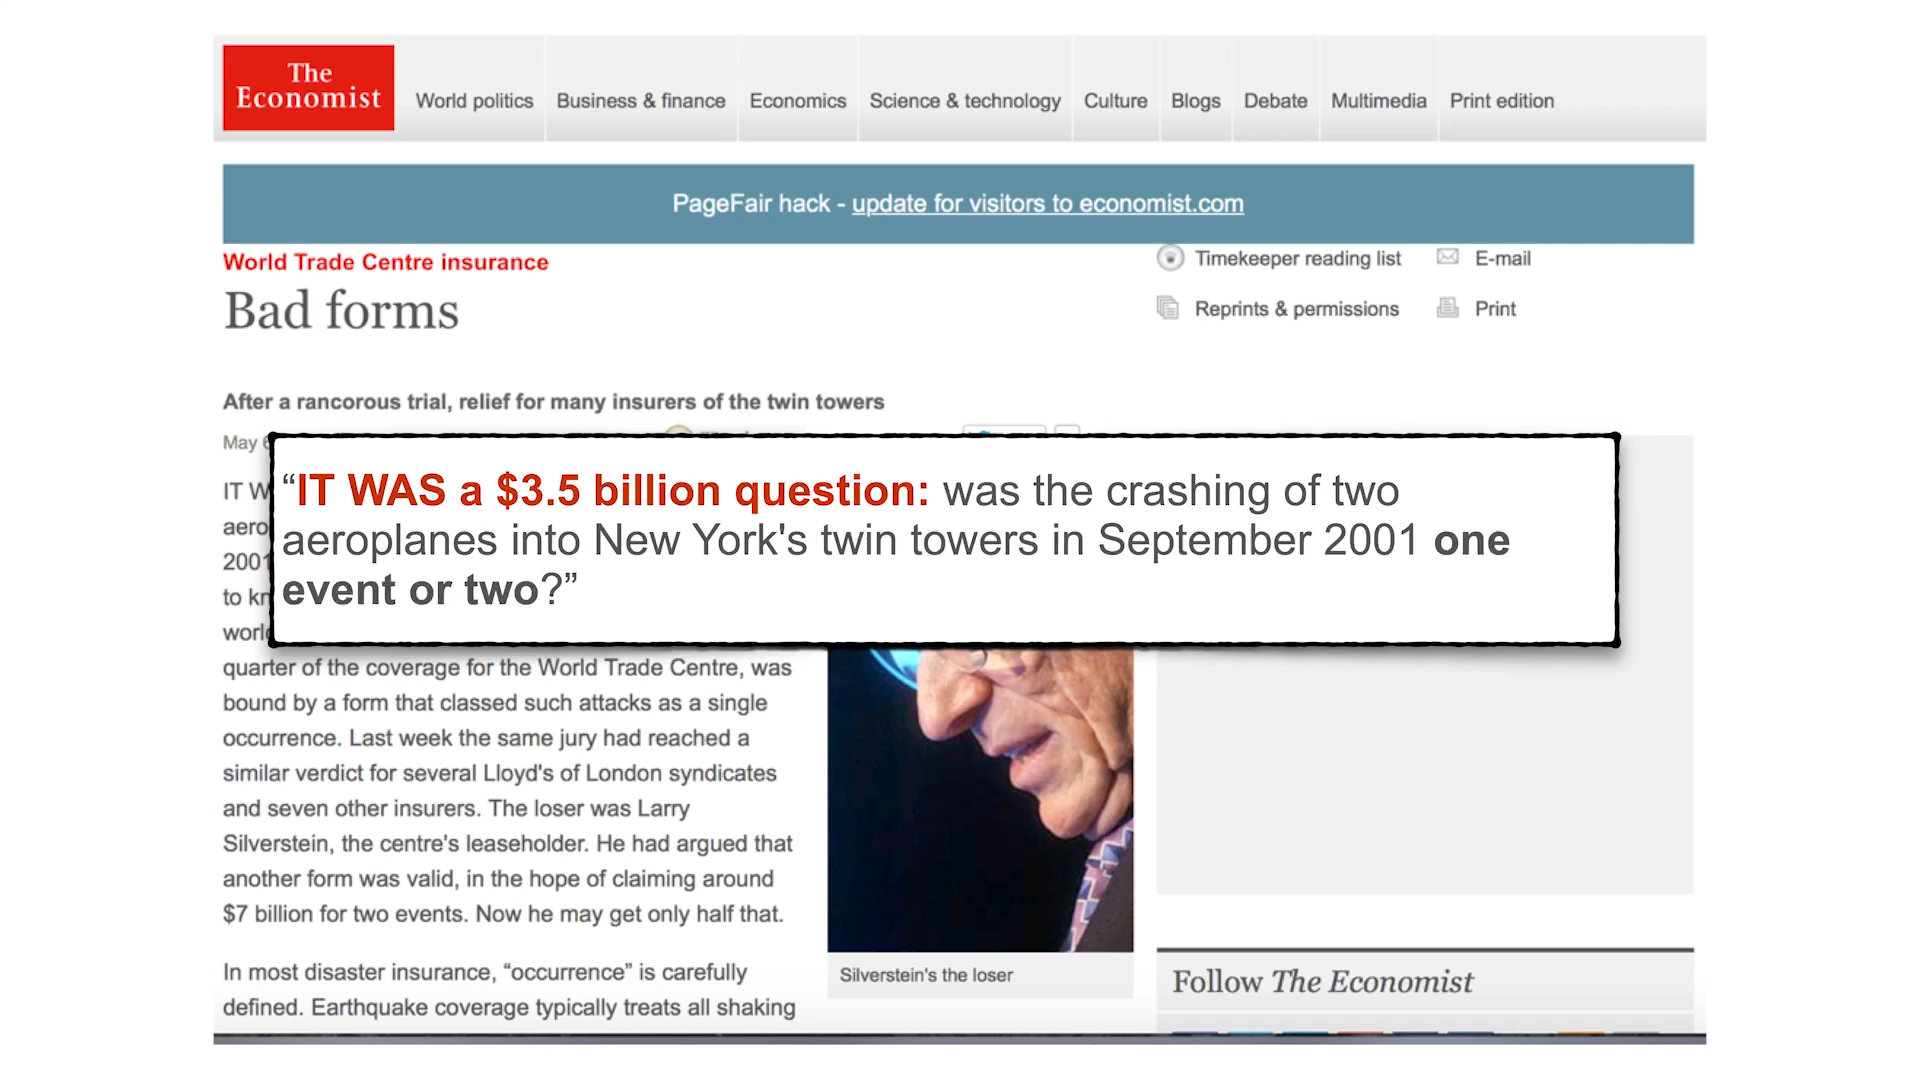 The
Economist
World politics
Business & finance
Economics
Science & technology
Culture
Blogs
Debate
Multimedia
Print edition
PageFair hack - update for visitors to economist.com
World Trade Centre insurance
Bad forms
Timekeeper reading list
E-mail
Reprints & permissions
Print
After a rancorous trial, relief for many insurers of the twin towers
May
“IT WAS a $3.5 billion question: was the crashing of two
aeroplanes into New York's twin towers in September 2001 one
event or two?”
IT W
aero
2001
to kn
world
quarter of the coverage for the World Trade Centre, was
bound by a form that classed such attacks as a single
occurrence. Last week the same jury had reached a
similar verdict for several Lloyd's of London syndicates
and seven other insurers. The loser was Larry
Silverstein, the centre's leaseholder. He had argued that
another form was valid, in the hope of claiming around
$7 billion for two events. Now he may get only half that.
In most disaster insurance, “occurrence” is carefully
defined. Earthquake coverage typically treats all shaking
Silverstein's the loser
Follow The Economist